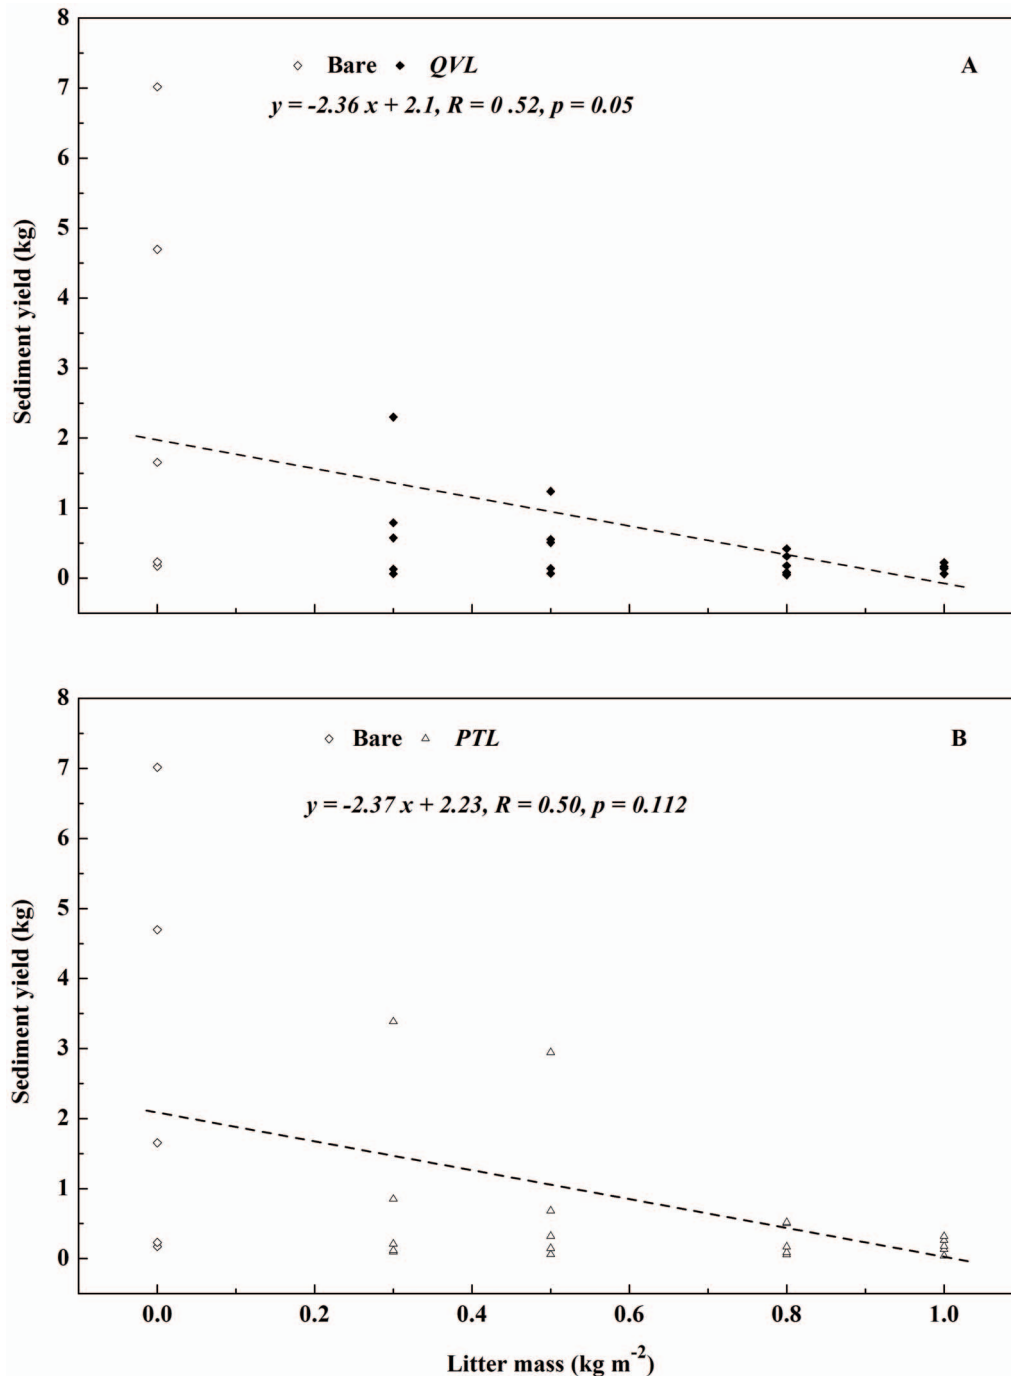 8
◇ Bare ◆ QVL A
7
y = -2.36 x + 2.1, R = 0 .52, p = 0.05
6
5
4
3
2
1
0
Sediment yield (kg)
8
◇ Bare △ PTL B
7
y = -2.37 x + 2.23, R = 0.50, p = 0.112
6
5
4
3
2
1
0
Sediment yield (kg)
0.0 0.2 0.4 0.6 0.8 1.0
Litter mass (kg m⁻²)